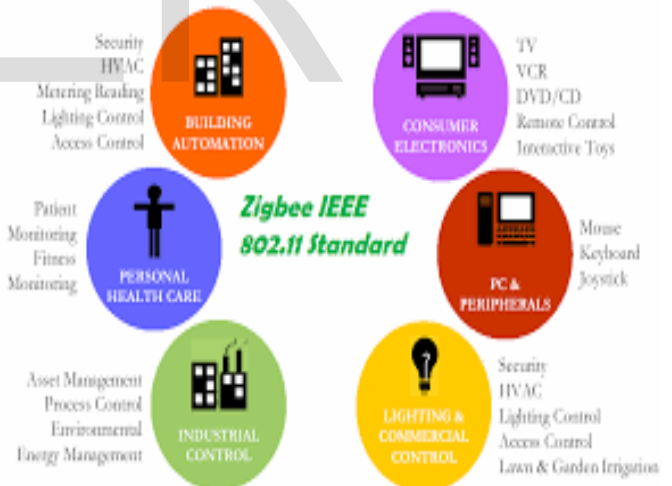 Security
HVAC
Metering Reading
Lighting Control
Access Control
BUILDING
AUTOMATION
CONSUMER
ELECTRONICS
TV
VCR
DVD/CD
Remote Control
Interactive Toys
Patient
Monitoring
Fitness
Monitoring
PERSONAL
HEALTH CARE
Zigbee IEEE
802.11 Standard
PC &
PERIPHERALS
Mouse
Keyboard
Joystick
Asset Management
Process Control
Environmental
Energy Management
INDUSTRIAL
CONTROL
LIGHTING &
COMMERCIAL
CONTROL
Security
HVAC
Lighting Control
Access Control
Lawn & Garden Irrigation